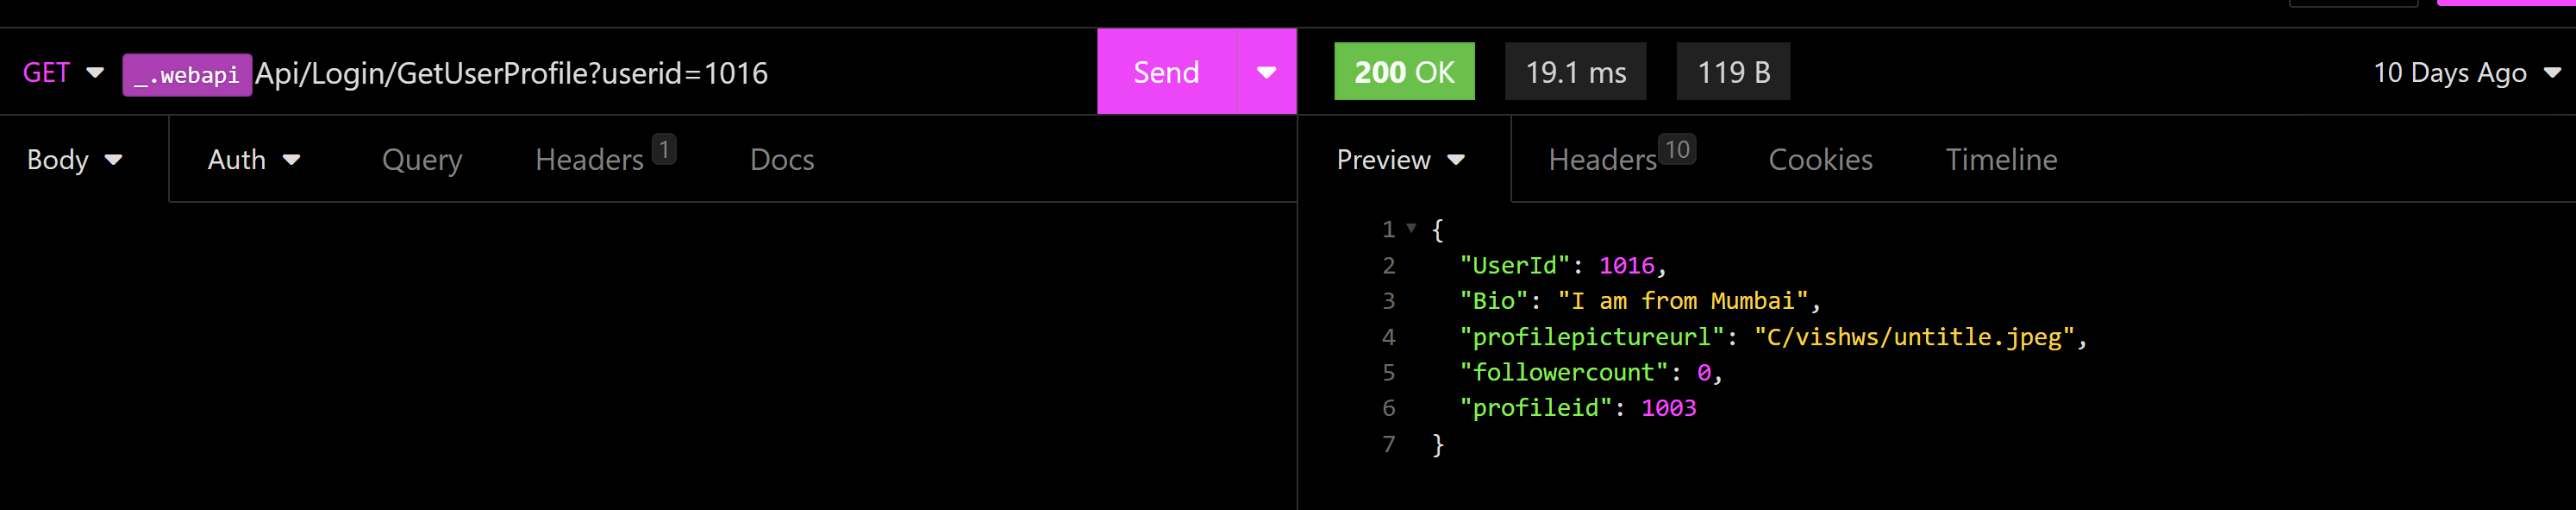 GET _.webapi Api/Login/GetUserProfile?userid=1016 Send 200 OK 19.1 ms 119 B 10 Days Ago
Body Auth Query Headers 1 Docs Preview Headers 10 Cookies Timeline
1 {
2 "UserId": 1016,
3 "Bio": "I am from Mumbai",
4 "profilepictureurl": "C/vishws/untitle.jpeg",
5 "followercount": 0,
6 "profileid": 1003
7 }